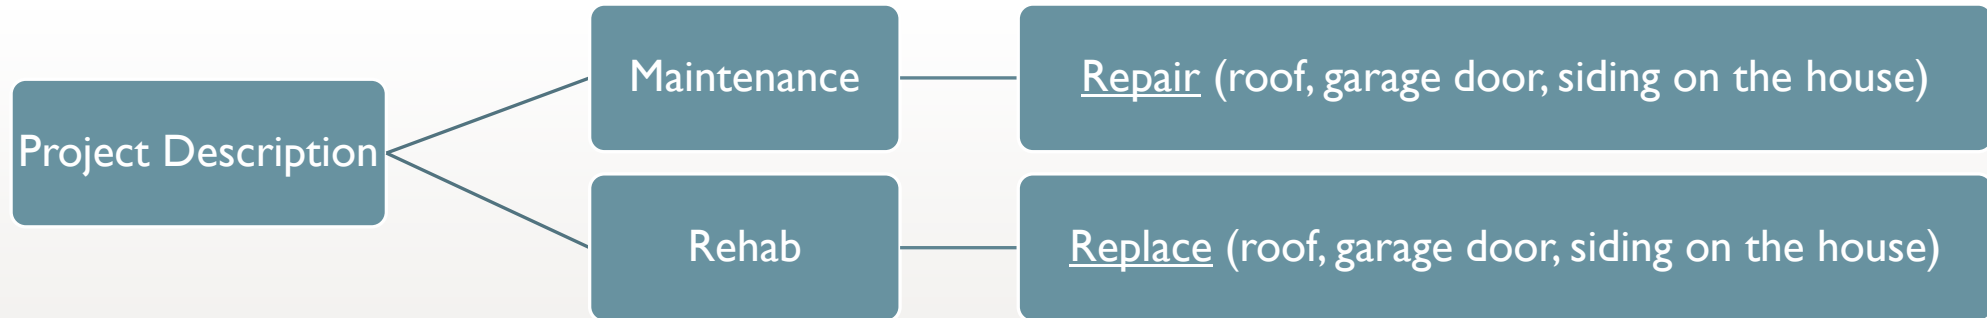 Project Description
Maintenance
Repair (roof, garage door, siding on the house)
Rehab
Replace (roof, garage door, siding on the house)